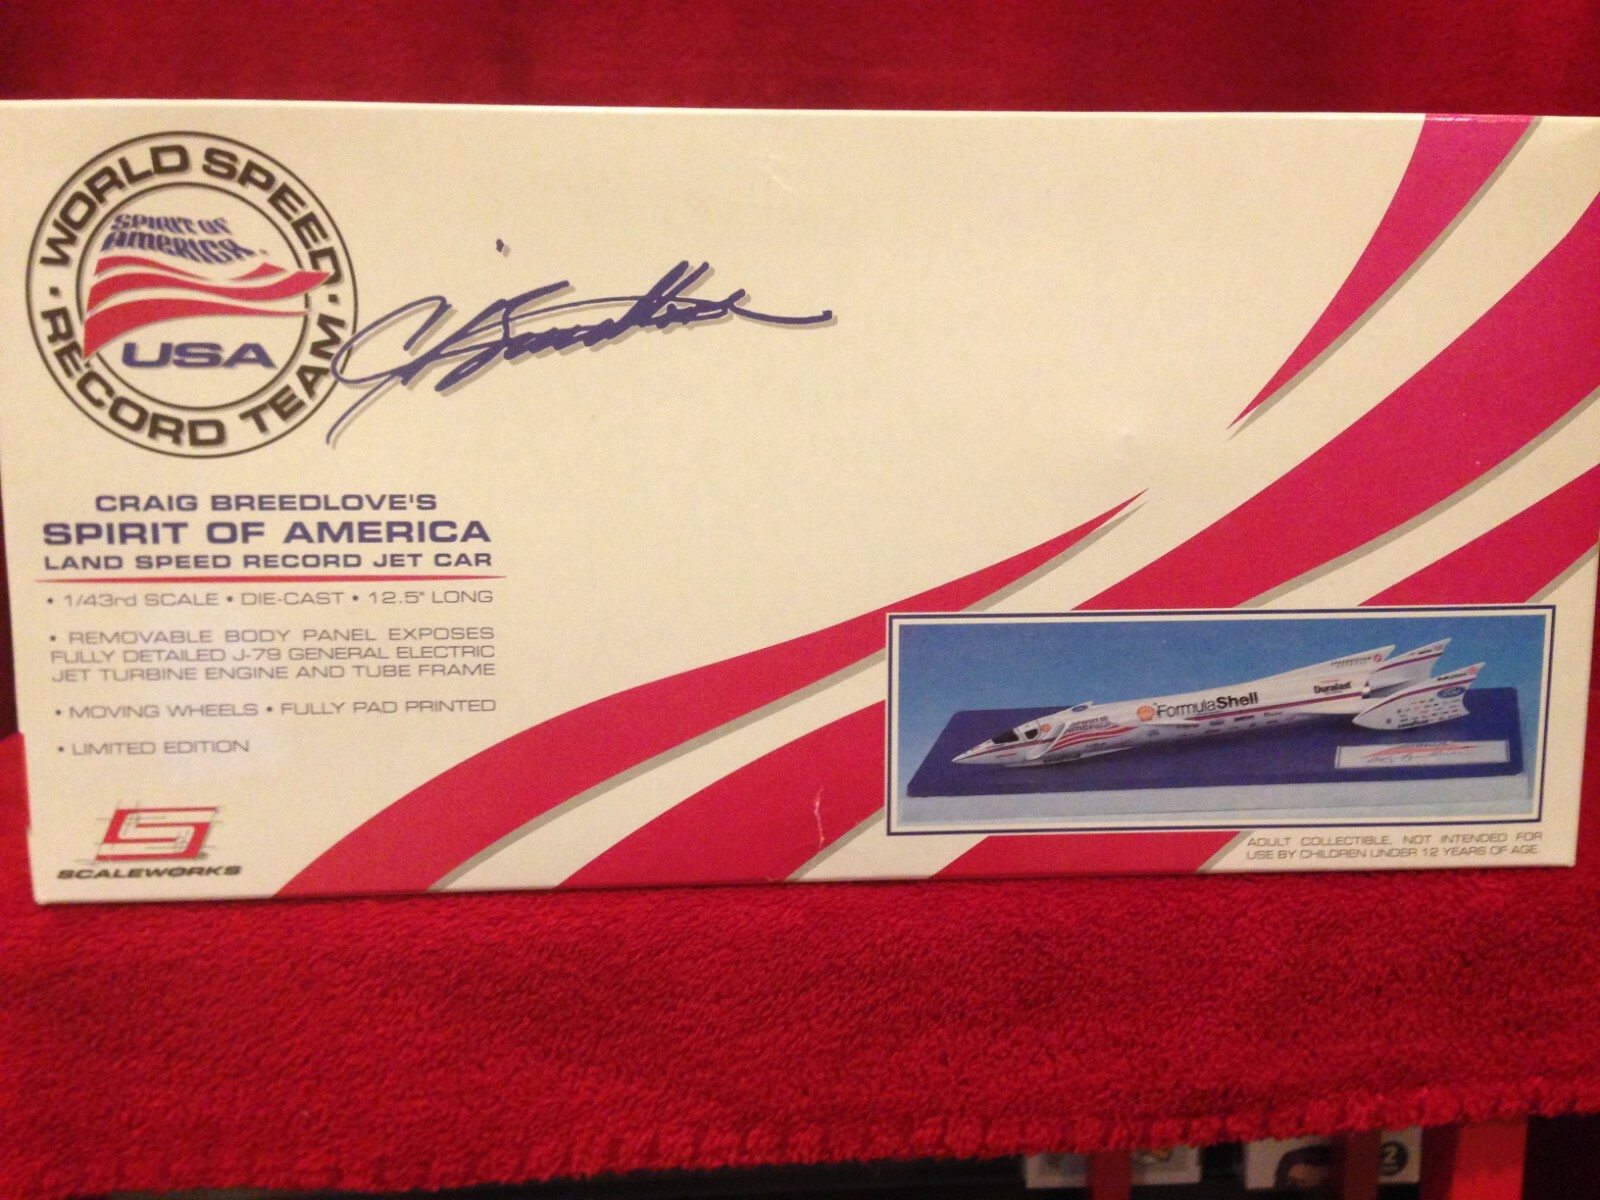 WORLD SPEED
RECORD TEAM
SPIRIT OF
AMERICA
USA
CRAIG BREEDLOVE'S
SPIRIT OF AMERICA
LAND SPEED RECORD JET CAR
• 1/43rd SCALE • DIE-CAST • 12.5" LONG
• REMOVABLE BODY PANEL EXPOSES
FULLY DETAILED J-79 GENERAL ELECTRIC
JET TURBINE ENGINE AND TUBE FRAME
• MOVING WHEELS • FULLY PAD PRINTED
• LIMITED EDITION
SCALEWORKS
FormulaShell
Duralast
ADULT COLLECTIBLE, NOT INTENDED FOR
USE BY CHILDREN UNDER 12 YEARS OF AGE.
2